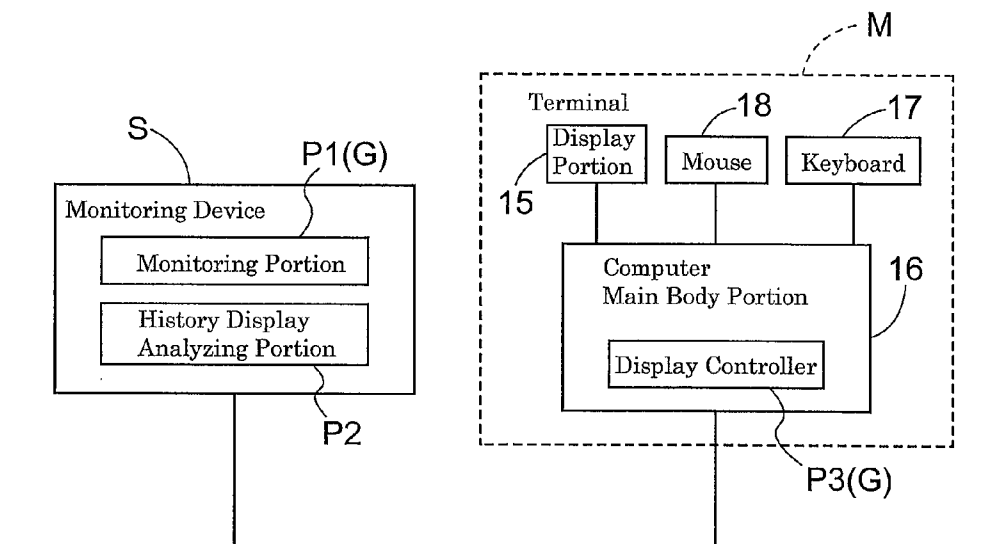 M
S
P1(G)
Monitoring Device
Monitoring Portion
History Display
Analyzing Portion
P2
Terminal
18
17
Display
Portion
Mouse
Keyboard
15
Computer
Main Body Portion
16
Display Controller
P3(G)